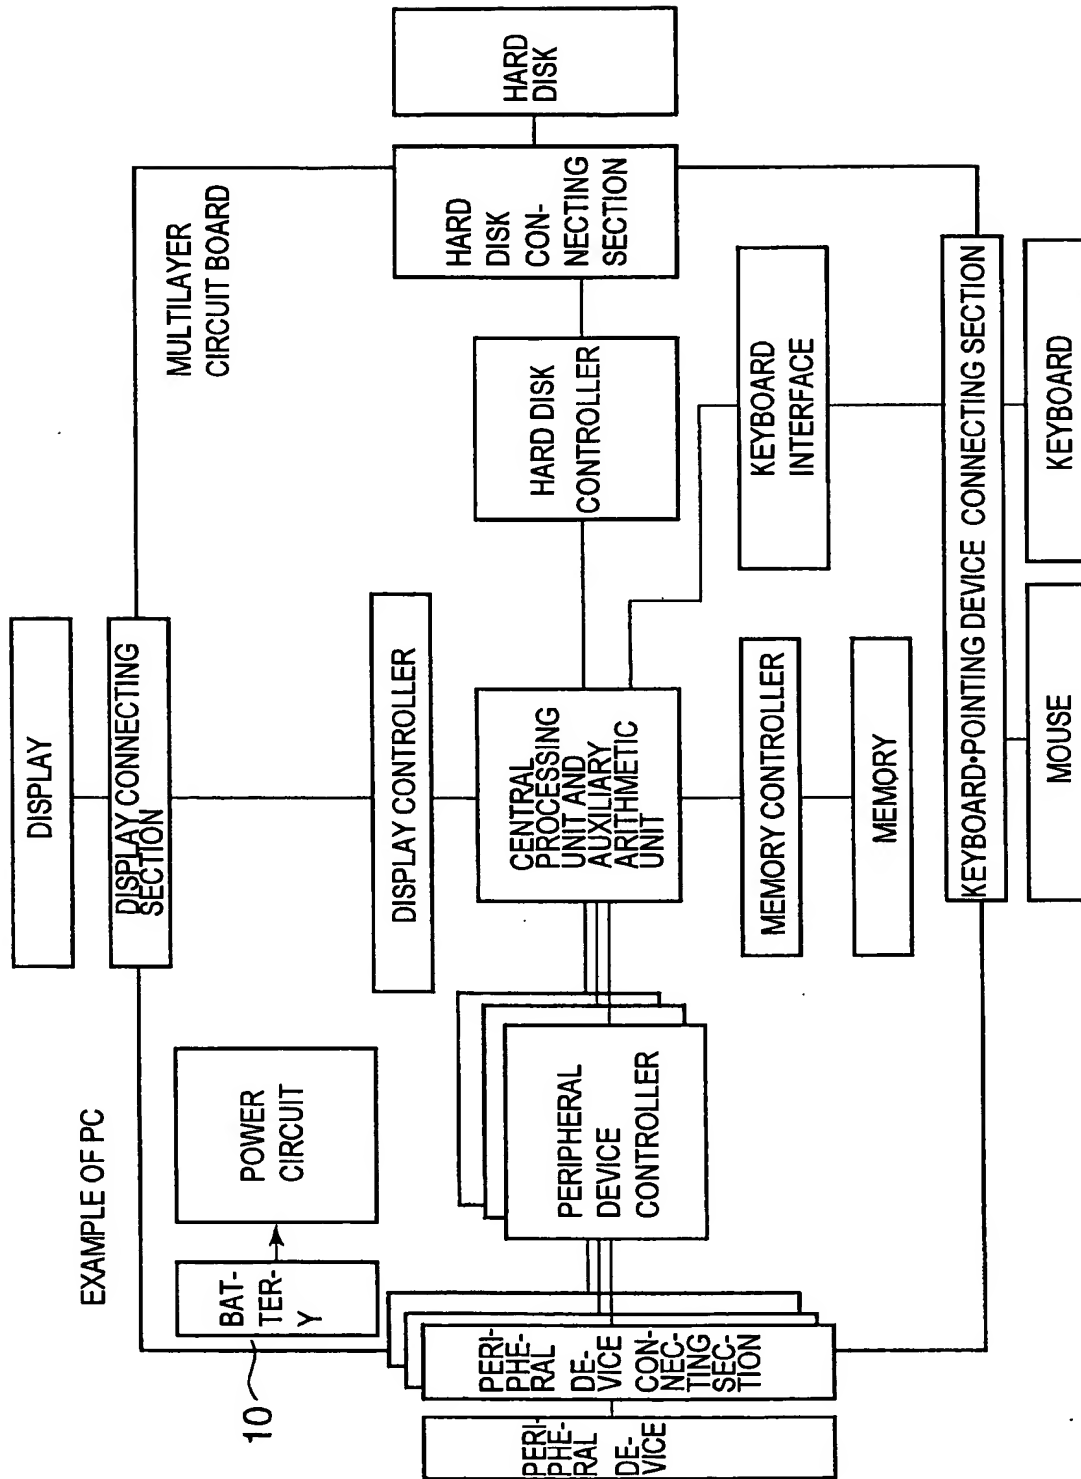 EXAMPLE OF PC
10
BAT-
TER-
Y
POWER
CIRCUIT
DISPLAY
DISPLAY CONNECTING
SECTION
MULTILAYER
CIRCUIT BOARD
DISPLAY CONTROLLER
PERI-
PHE-
RAL
DE-
VICE
PERI-
PHE-
RAL
DE-
VICE
CON-
NEC-
TING
SEC-
TION
PERIPHERAL
DEVICE
CONTROLLER
CENTRAL
PROCESSING
UNIT AND
AUXILIARY
ARITHMETIC
UNIT
HARD DISK
CONTROLLER
HARD
DISK
CON-
NECTING
SECTION
HARD
DISK
MEMORY CONTROLLER
MEMORY
KEYBOARD
INTERFACE
KEYBOARD•POINTING DEVICE CONNECTING SECTION
MOUSE
KEYBOARD